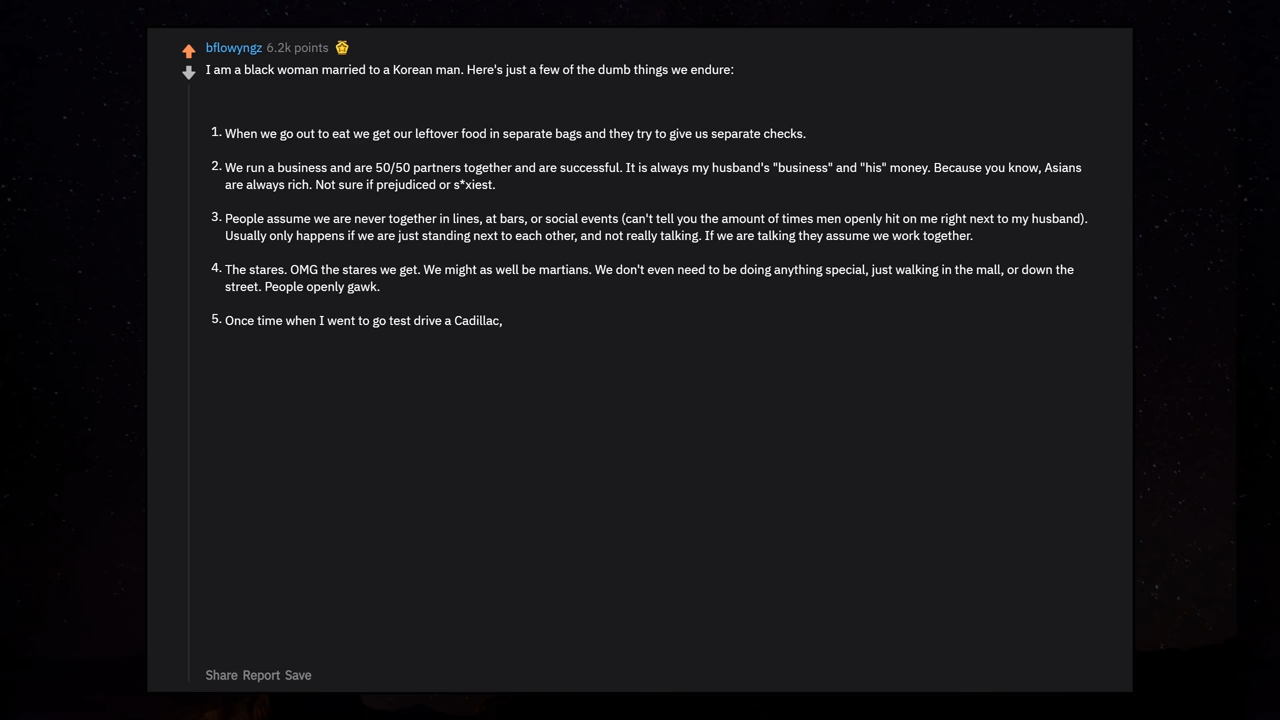 bflowyngz 6.2k points
I am a black woman married to a Korean man. Here's just a few of the dumb things we endure:
1. When we go out to eat we get our leftover food in separate bags and they try to give us separate checks.
2. We run a business and are 50/50 partners together and are successful. It is always my husband's "business" and "his" money. Because you know, Asians
are always rich. Not sure if prejudiced or s*xiest.
3. People assume we are never together in lines, at bars, or social events (can't tell you the amount of times men openly hit on me right next to my husband).
Usually only happens if we are just standing next to each other, and not really talking. If we are talking they assume we work together.
4. The stares. OMG the stares we get. We might as well be martians. We don't even need to be doing anything special, just walking in the mall, or down the
street. People openly gawk.
5. Once time when I went to go test drive a Cadillac,
Share Report Save